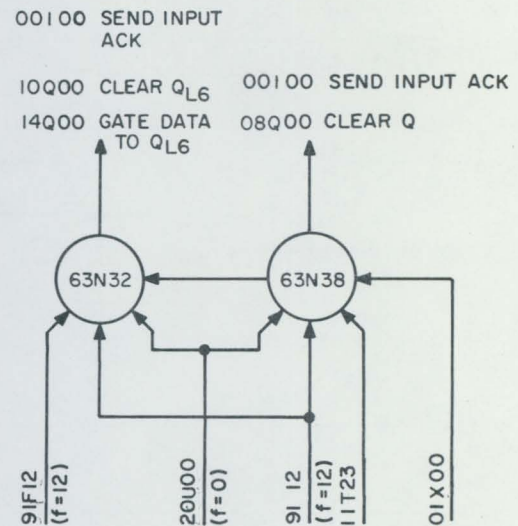 00100 SEND INPUT
ACK
10Q00 CLEAR QL6
14Q00 GATE DATA
TO QL6
00100 SEND INPUT ACK
08Q00 CLEAR Q
63N32
63N38
91F12
(f=12)
20U00
(f=0)
91 12
(f=12)
11T23
01X00